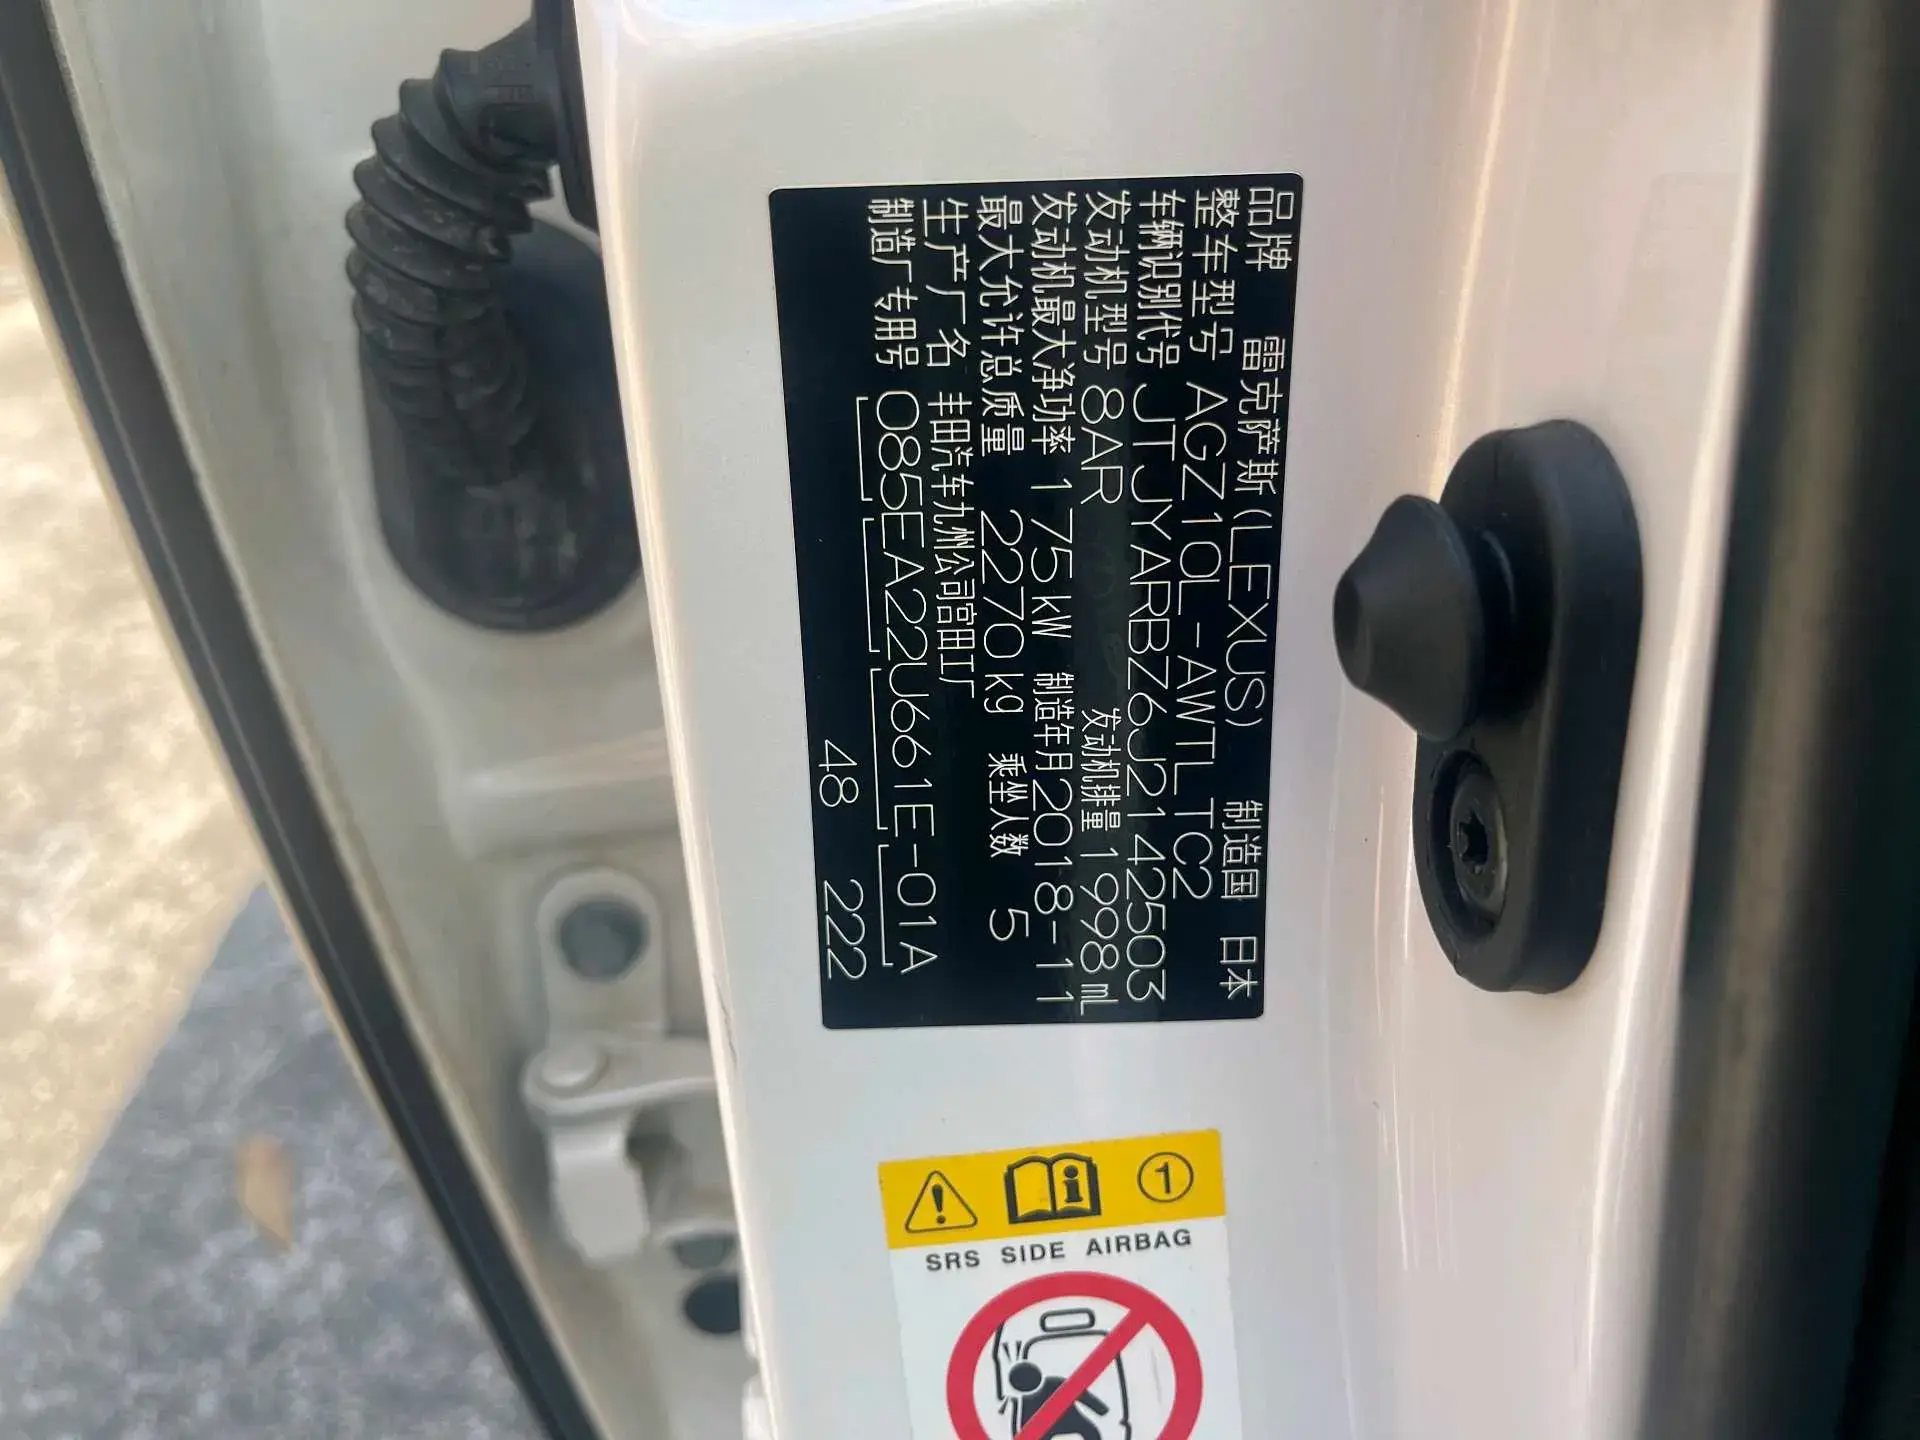 品牌 雷克萨斯(LEXUS) 制造国 日本
整车型号 AGZ10L-AWTLTC2
车辆识别代号 JTJYARBZ6J2142503
发动机型号 8AR 发动机排量 1998mL
发动机最大净功率 175kW 制造年月 2018-11
最大允许总质量 2270kg 乘坐人数 5
生产厂名 丰田汽车九州公司宫田工厂
制造厂专用号 085EA22U661E-01A
48 222
1
SRS SIDE AIRBAG